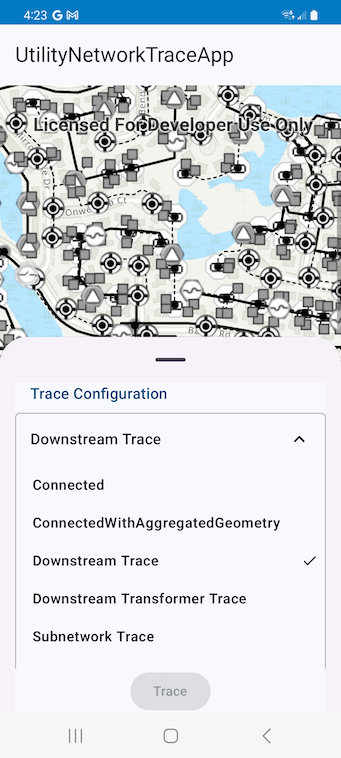 4:23 G M
UtilityNetworkTraceApp
Licensed For Developer Use Only
Onw
Ct
Rd
Trace Configuration
Downstream Trace
Connected
ConnectedWithAggregatedGeometry
Downstream Trace
Downstream Transformer Trace
Subnetwork Trace
Trace